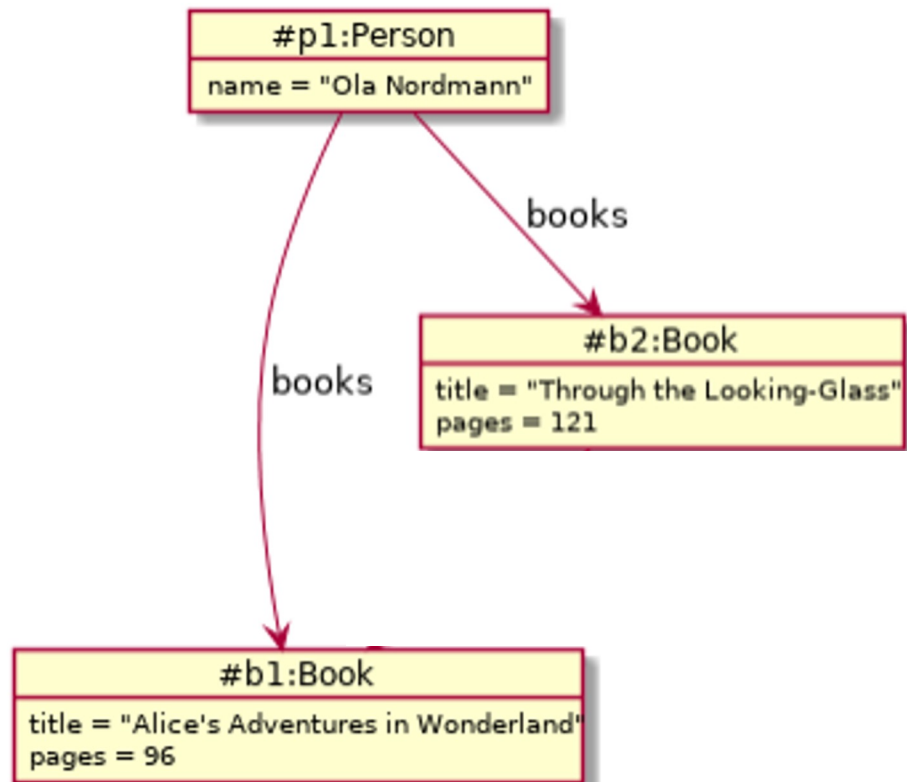 #p1:Person
name = "Ola Nordmann"
books
#b2:Book
title = "Through the Looking-Glass"
pages = 121
books
#b1:Book
title = "Alice's Adventures in Wonderland"
pages = 96